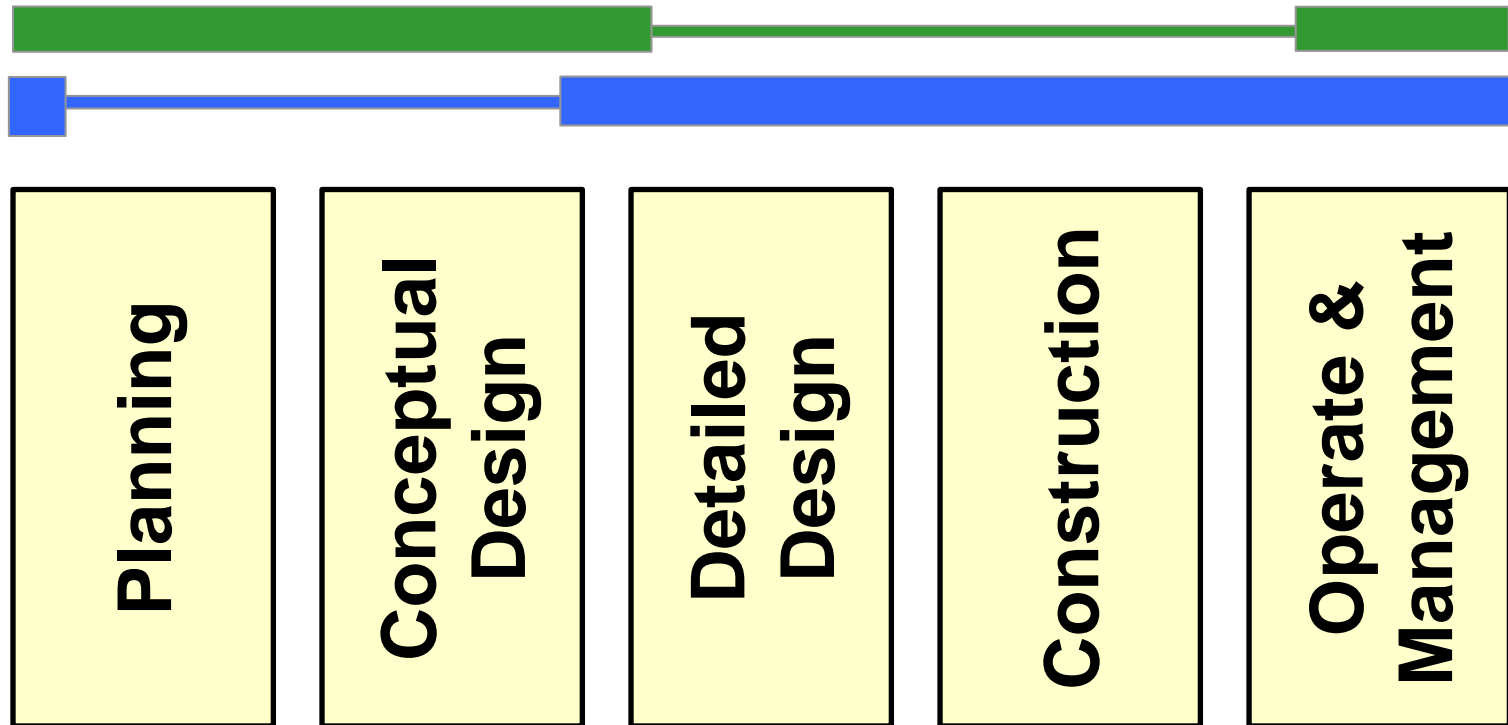 Planning
Conceptual
Design
Detailed
Design
Construction
Operate &
Management